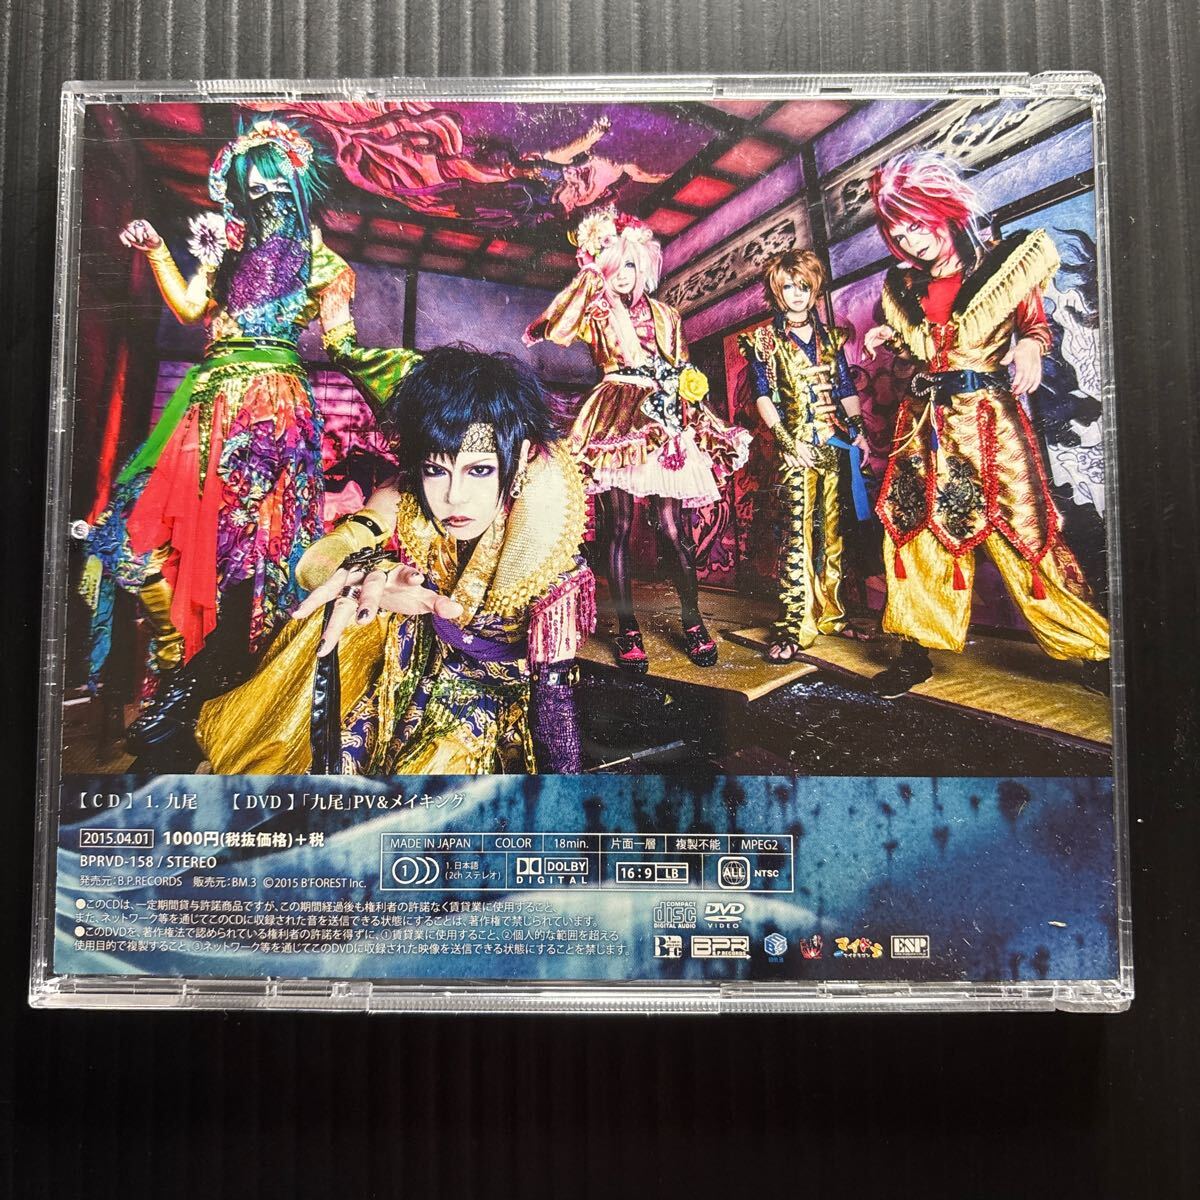 【CD】1. 九尾　【DVD】「九尾」PV&メイキング
2015.04.01 1000円(税抜価格)+税
BPRVD-158 / STEREO
発売元:B.P.RECORDS 販売元:BM.3 ©2015 B'FOREST Inc.
MADE IN JAPAN COLOR 18min. 片面一層 複製不能 MPEG2
1) 1. 日本語 (2ch ステレオ) DOLBY DIGITAL 16:9 LB ALL NTSC
●このCDは、一定期間貸与許諾商品ですが、この期間経過後も権利者の許諾なく賃貸業に使用すること、
また、ネットワーク等を通じてこのCDに収録された音を送信できる状態にすることは、著作権で禁じられています。
●このDVDを、著作権法で認められている権利者の許諾を得ずに、①賃貸業に使用すること、②個人的な範囲を超える
使用目的で複製すること、③ネットワーク等を通じてこのDVDに収録された映像を送信できる状態にすることを禁じます。
COMPACT disc DIGITAL AUDIO DVD VIDEO
BPR B.P.RECORDS ESP